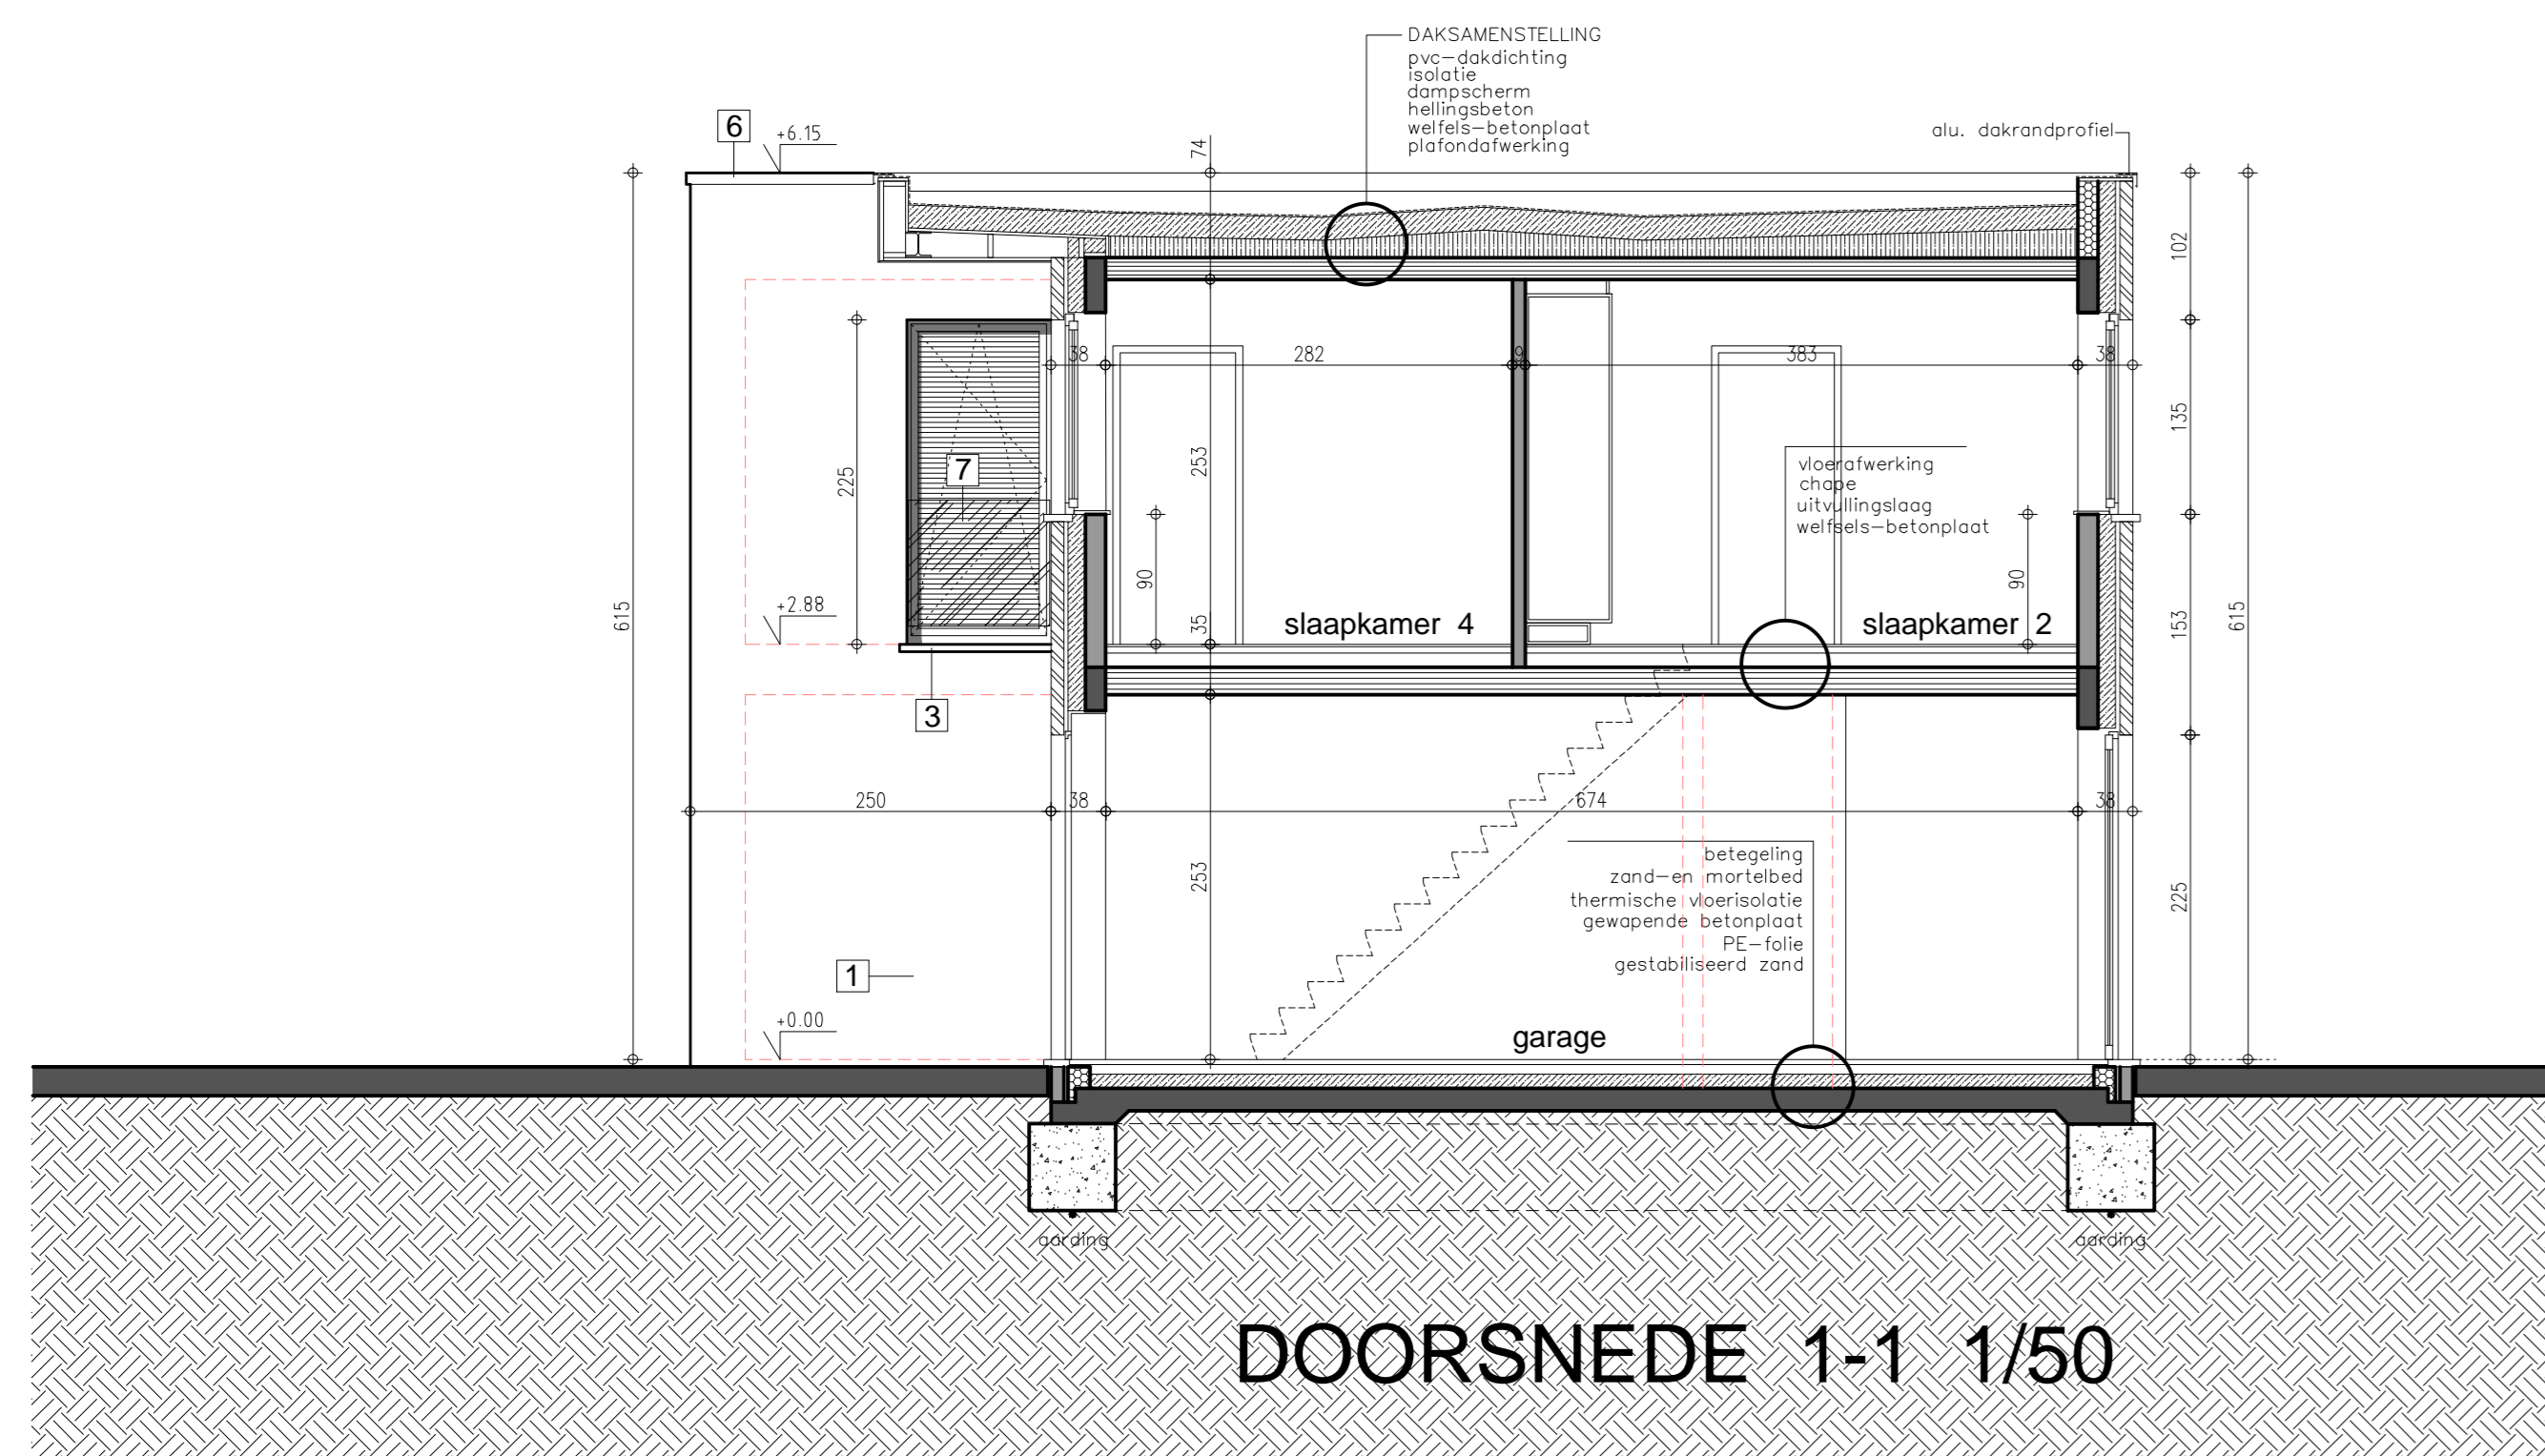 DAKSAMENSTELLING
pvc-dakdichting
isolatie
dampscherm
hellingsbeton
welfels-betonplaat
plafondafwerking
alu. dakrandprofiel
6
+6.15
74
102
38
282
9
383
38
135
225
7
253
vloerafwerking
chape
uitvullingslaag
welfsels-betonplaat
90
90
+2.88
35
slaapkamer 4
slaapkamer 2
615
153
615
3
250
38
674
38
253
225
betegeling
zand-en mortelbed
thermische vloerisolatie
gewapende betonplaat
PE-folie
gestabiliseerd zand
1
+0.00
garage
aarding
aarding
DOORSNEDE 1-1 1/50